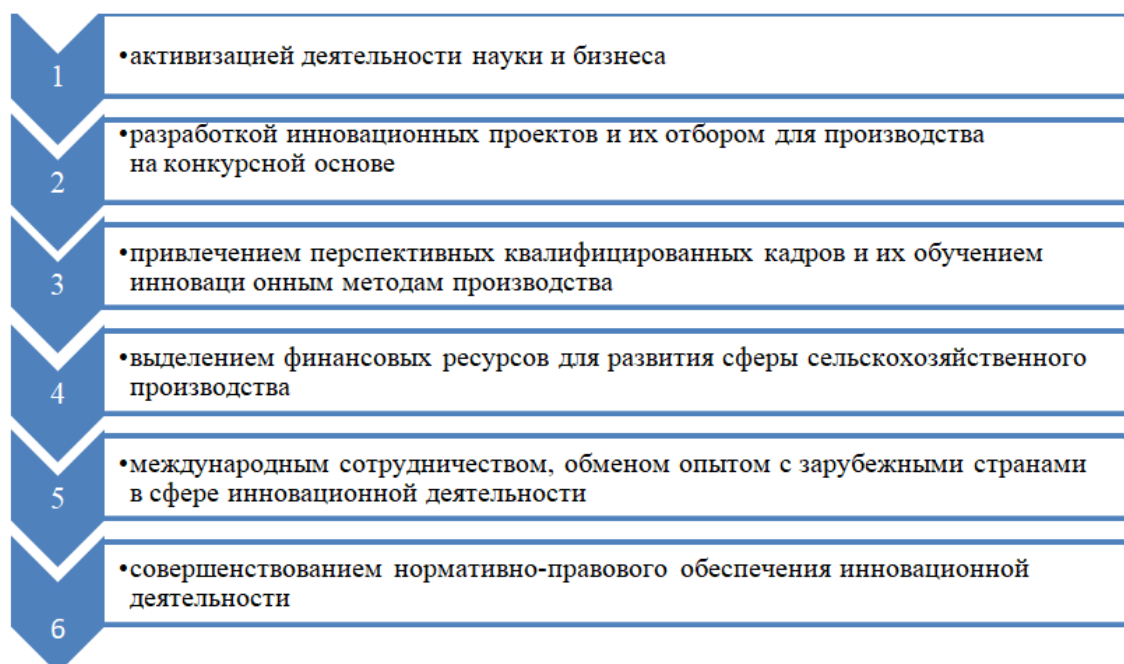 1
•активизацией деятельности науки и бизнеса
2
•разработкой инновационных проектов и их отбором для производства
на конкурсной основе
3
•привлечением перспективных квалифицированных кадров и их обучением
инноваци онным методам производства
4
•выделением финансовых ресурсов для развития сферы сельскохозяйственного
производства
5
•международным сотрудничеством, обменом опытом с зарубежными странами
в сфере инновационной деятельности
6
•совершенствованием нормативно-правового обеспечения инновационной
деятельности